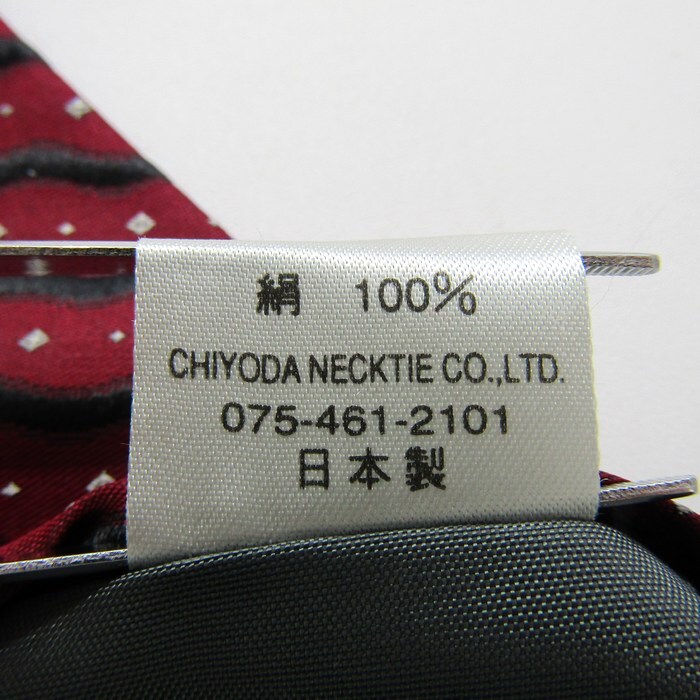 絹 100%
CHIYODA NECKTIE CO.,LTD.
075-461-2101
日本製